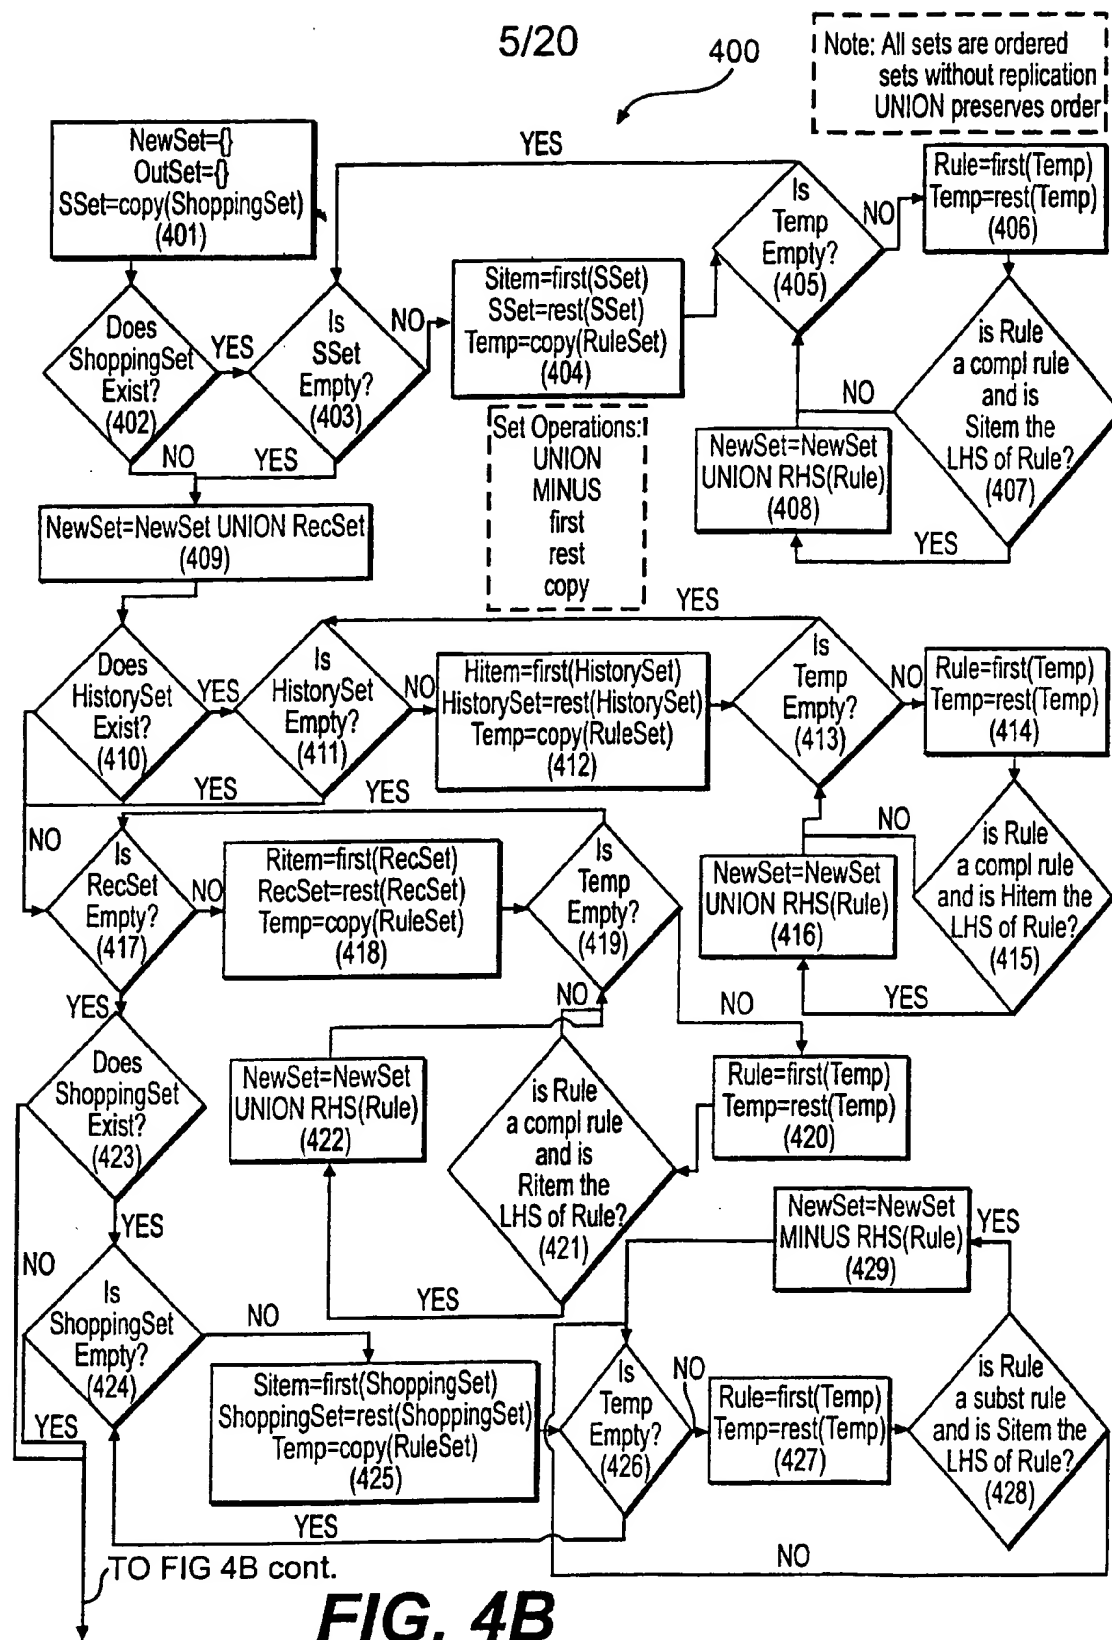 5/20
400
Note: All sets are ordered
sets without replication
UNION preserves order
NewSet={}
OutSet={}
SSet=copy(ShoppingSet)
(401)
YES
Is
Temp
Empty?
(405)
NO
Rule=first(Temp)
Temp=rest(Temp)
(406)
Does
ShoppingSet
Exist?
(402)
YES
Is
SSet
Empty?
(403)
NO
Sitem=first(SSet)
SSet=rest(SSet)
Temp=copy(RuleSet)
(404)
is Rule
a compl rule
and is
Sitem the
LHS of Rule?
(407)
NO
NewSet=NewSet
UNION RHS(Rule)
(408)
YES
Set Operations:
UNION
MINUS
first
rest
copy
NO
YES
NewSet=NewSet UNION RecSet
(409)
YES
Does
HistorySet
Exist?
(410)
YES
Is
HistorySet
Empty?
(411)
NO
Hitem=first(HistorySet)
HistorySet=rest(HistorySet)
Temp=copy(RuleSet)
(412)
Is
Temp
Empty?
(413)
NO
Rule=first(Temp)
Temp=rest(Temp)
(414)
YES
YES
NO
NO
is Rule
a compl rule
and is Hitem the
LHS of Rule?
(415)
NewSet=NewSet
UNION RHS(Rule)
(416)
YES
Is
RecSet
Empty?
(417)
NO
Ritem=first(RecSet)
RecSet=rest(RecSet)
Temp=copy(RuleSet)
(418)
Is
Temp
Empty?
(419)
NO
NO
YES
Does
ShoppingSet
Exist?
(423)
NewSet=NewSet
UNION RHS(Rule)
(422)
is Rule
a compl rule
and is
Ritem the
LHS of Rule?
(421)
Rule=first(Temp)
Temp=rest(Temp)
(420)
YES
NO
YES
NewSet=NewSet
MINUS RHS(Rule)
(429)
YES
Is
ShoppingSet
Empty?
(424)
NO
YES
Sitem=first(ShoppingSet)
ShoppingSet=rest(ShoppingSet)
Temp=copy(RuleSet)
(425)
Is
Temp
Empty?
(426)
NO
Rule=first(Temp)
Temp=rest(Temp)
(427)
is Rule
a subst rule
and is Sitem the
LHS of Rule?
(428)
YES
NO
TO FIG 4B cont.
FIG. 4B